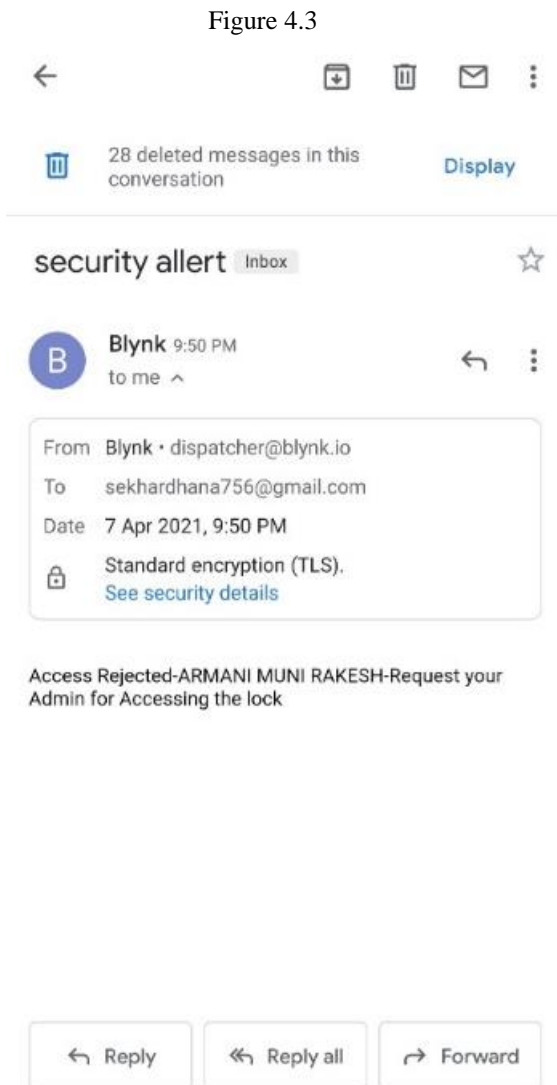 Figure 4.3
28 deleted messages in this
conversation
Display
security allert Inbox
B
Blynk 9:50 PM
to me
From Blynk · dispatcher@blynk.io
To sekhardhana756@gmail.com
Date 7 Apr 2021, 9:50 PM
Standard encryption (TLS).
See security details
Access Rejected-ARMANI MUNI RAKESH-Request your
Admin for Accessing the lock
Reply
Reply all
Forward